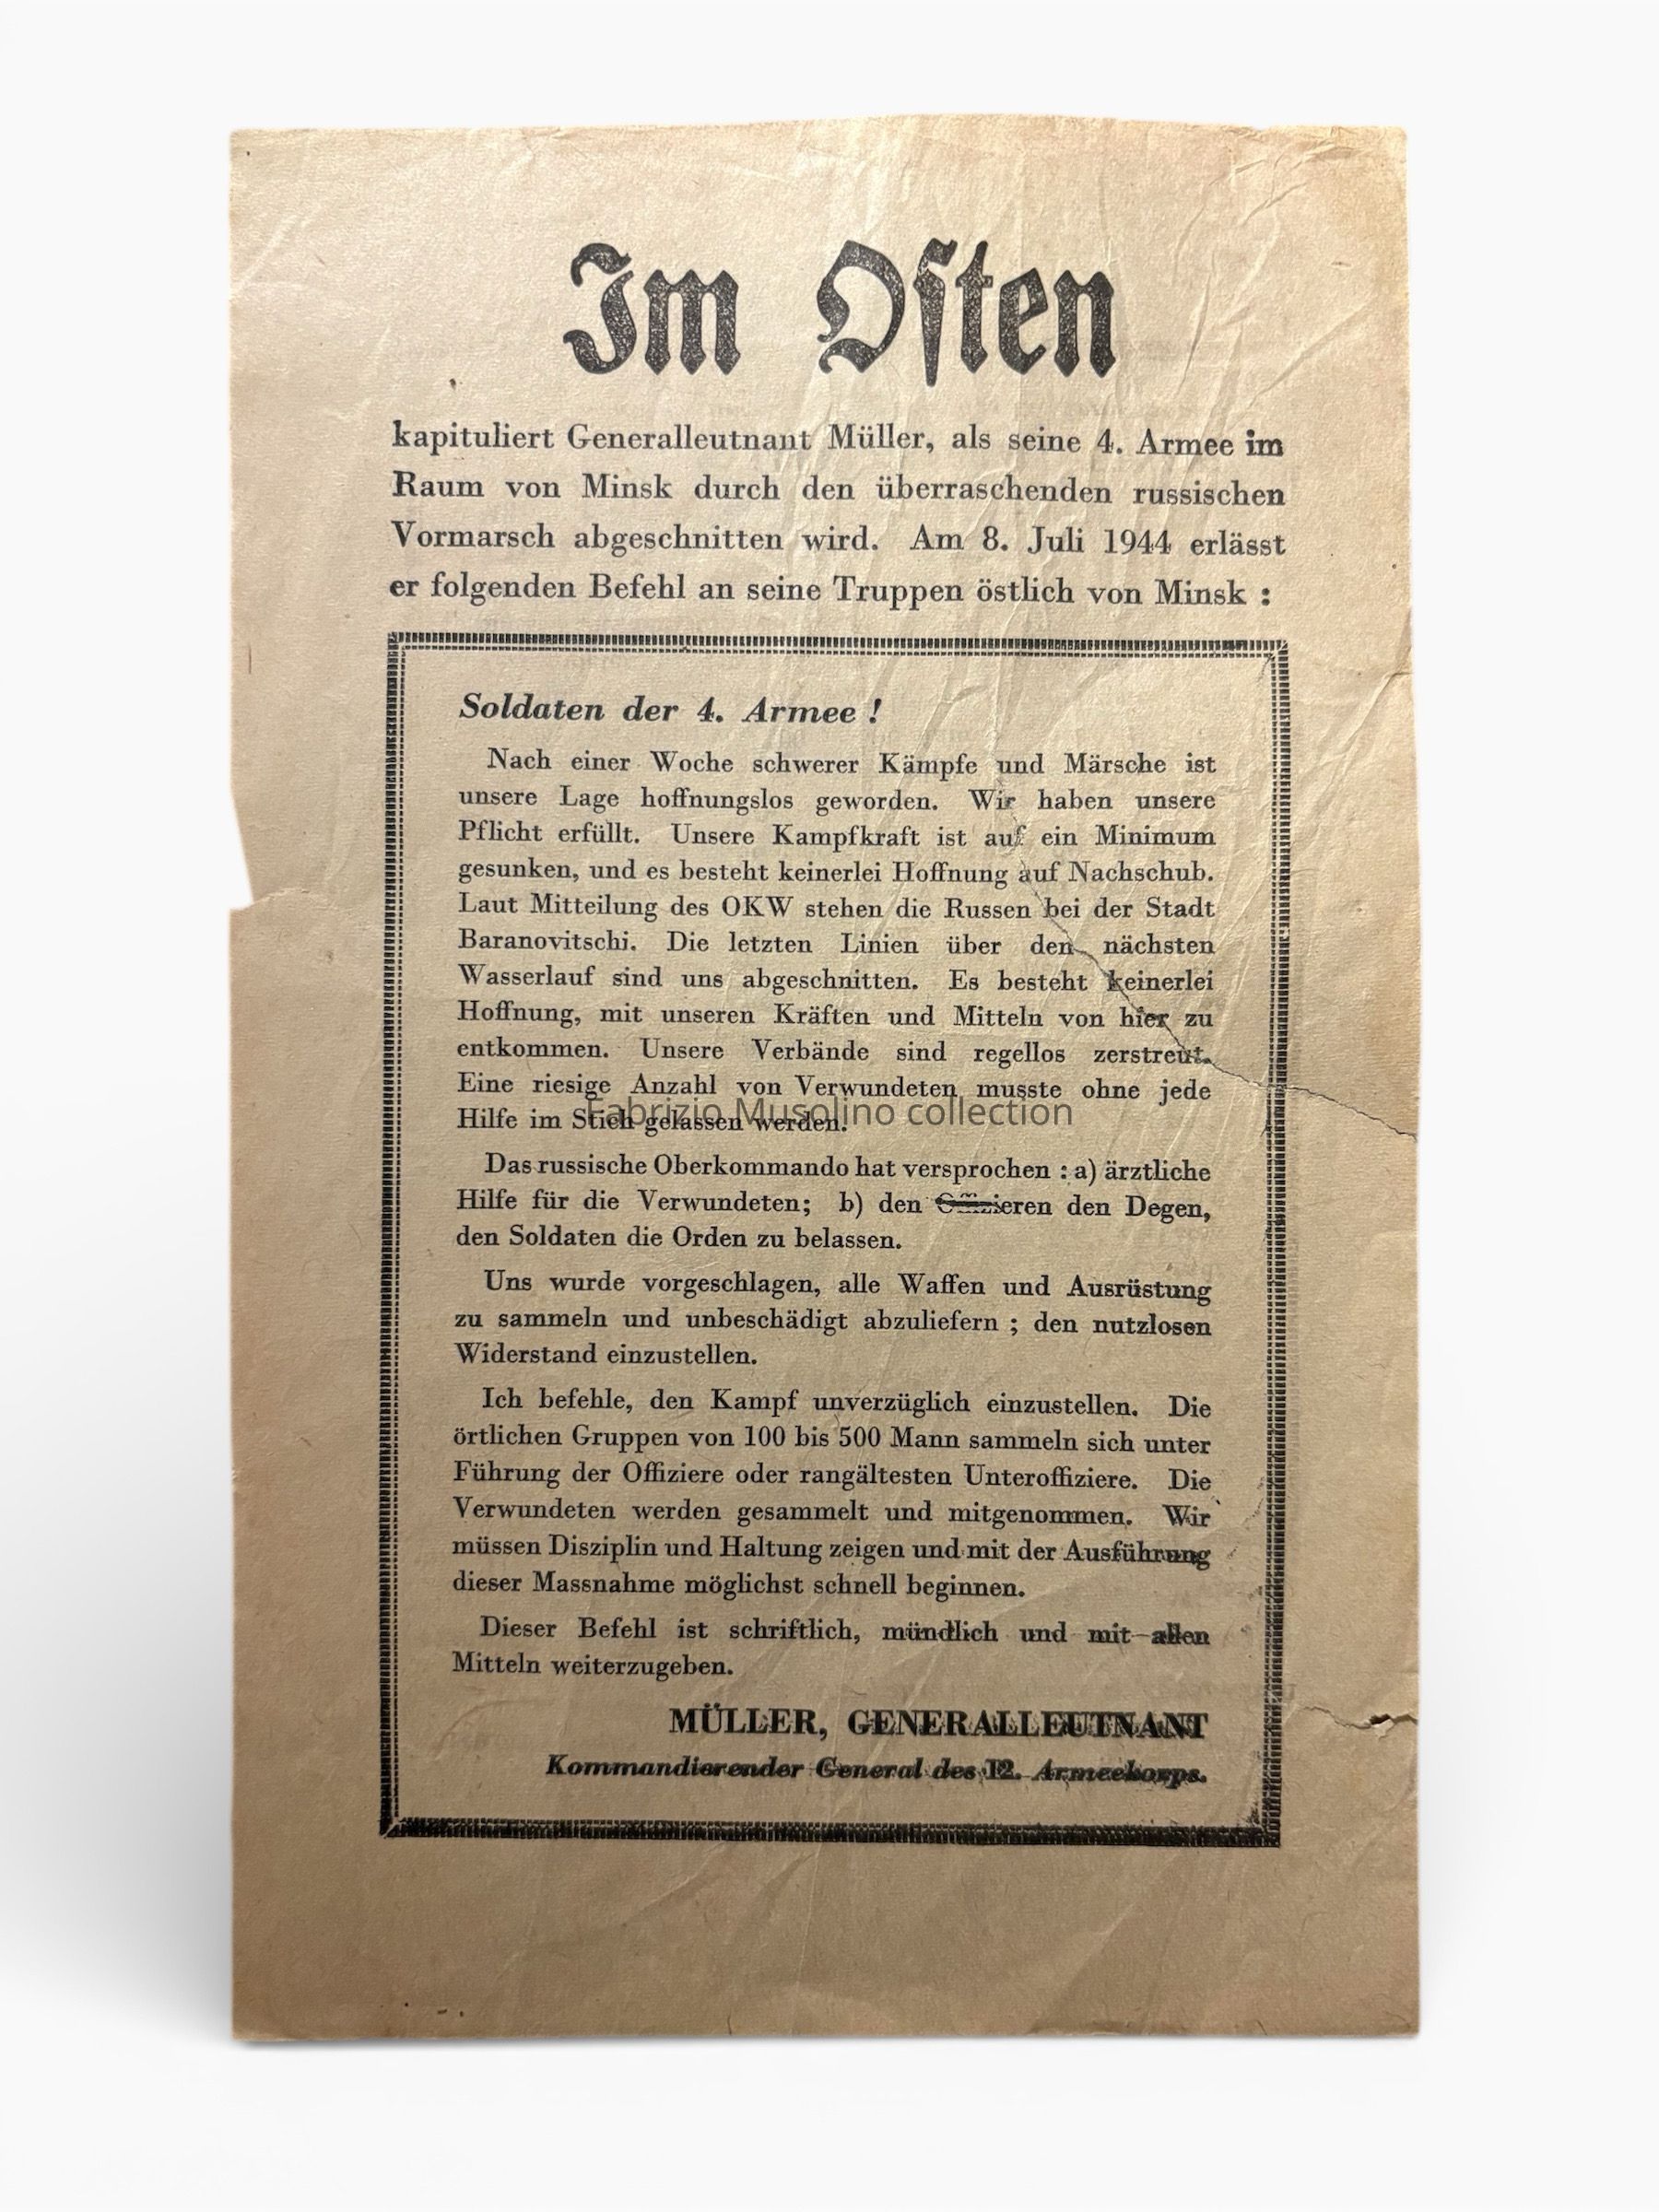 Im Osten
kapituliert Generalleutnant Müller, als seine 4. Armee im
Raum von Minsk durch den überraschenden russischen
Vormarsch abgeschnitten wird. Am 8. Juli 1944 erlässt
er folgenden Befehl an seine Truppen östlich von Minsk :
Soldaten der 4. Armee !
Nach einer Woche schwerer Kämpfe und Märsche ist
unsere Lage hoffnungslos geworden. Wir haben unsere
Pflicht erfüllt. Unsere Kampfkraft ist auf ein Minimum
gesunken, und es besteht keinerlei Hoffnung auf Nachschub.
Laut Mitteilung des OKW stehen die Russen bei der Stadt
Baranovitschi. Die letzten Linien über den nächsten
Wasserlauf sind uns abgeschnitten. Es besteht keinerlei
Hoffnung, mit unseren Kräften und Mitteln von hier zu
entkommen. Unsere Verbände sind regellos zerstreut.
Eine riesige Anzahl von Verwundeten musste ohne jede
Hilfe im Stich gelassen werden.
Fabrizio Musolino collection
Das russische Oberkommando hat versprochen : a) ärztliche
Hilfe für die Verwundeten; b) den Offizieren den Degen,
den Soldaten die Orden zu belassen.
Uns wurde vorgeschlagen, alle Waffen und Ausrüstung
zu sammeln und unbeschädigt abzuliefern ; den nutzlosen
Widerstand einzustellen.
Ich befehle, den Kampf unverzüglich einzustellen. Die
örtlichen Gruppen von 100 bis 500 Mann sammeln sich unter
Führung der Offiziere oder rangältesten Unteroffiziere. Die
Verwundeten werden gesammelt und mitgenommen. Wir
müssen Disziplin und Haltung zeigen und mit der Ausführung
dieser Massnahme möglichst schnell beginnen.
Dieser Befehl ist schriftlich, mündlich und mit allen
Mitteln weiterzugeben.
MÜLLER, GENERALLEUTNANT
Kommandierender General des 12. Armeekorps.